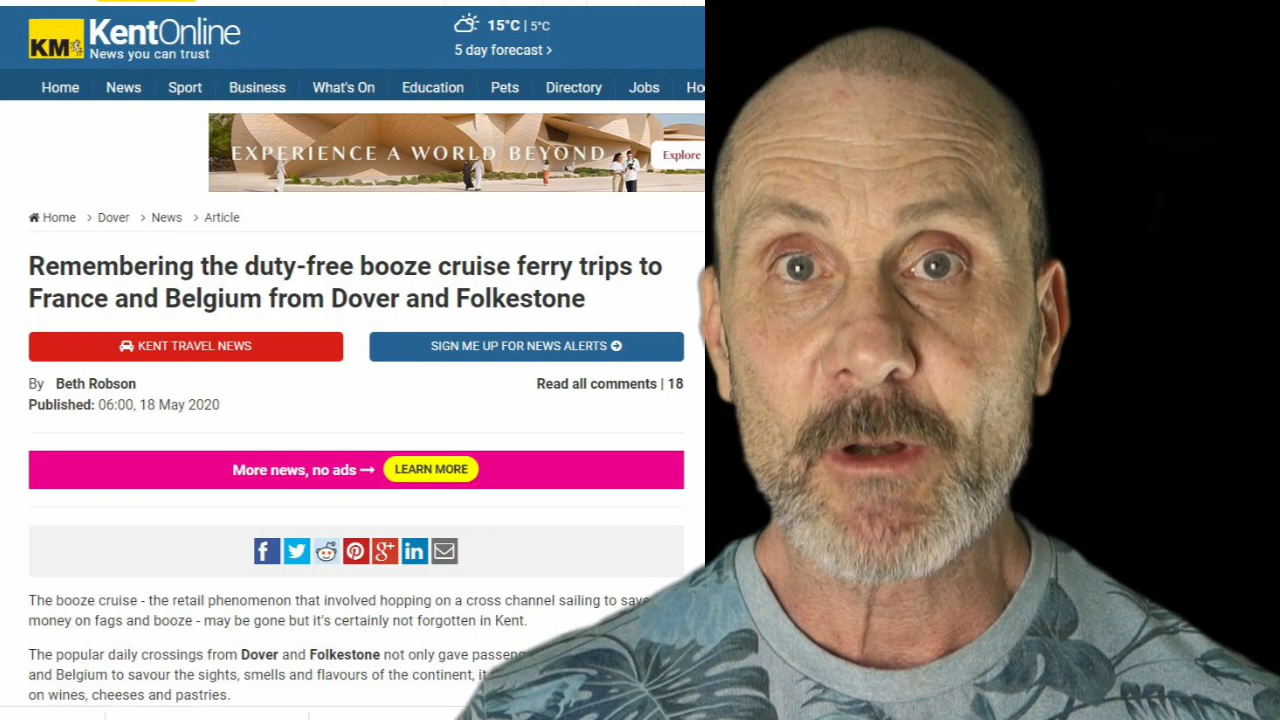 KM
KentOnline
News you can trust
15°C | 5°C
5 day forecast
Home News Sport Business What's On Education Pets Directory Jobs Ho
EXPERIENCE A WORLD BEYOND
Explore
Home > Dover > News > Article
Remembering the duty-free booze cruise ferry trips to
France and Belgium from Dover and Folkestone
KENT TRAVEL NEWS
SIGN ME UP FOR NEWS ALERTS
By Beth Robson
Read all comments | 18
Published: 06:00, 18 May 2020
More news, no ads → LEARN MORE
The booze cruise - the retail phenomenon that involved hopping on a cross channel sailing to save
money on fags and booze - may be gone but it's certainly not forgotten in Kent.
The popular daily crossings from Dover and Folkestone not only gave
and Belgium to savour the sights, smells and flavours of the continent,
on wines, cheeses and pastries.